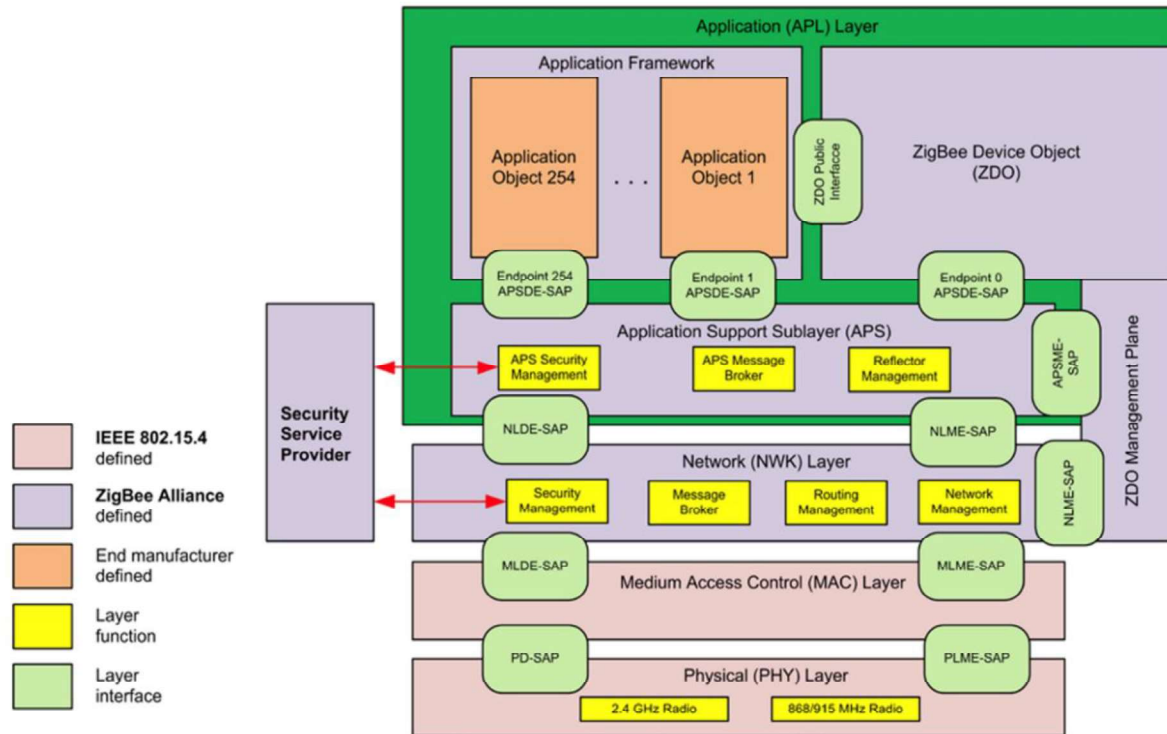 Application (APL) Layer
Application Framework
Application
Object 254
. . .
Application
Object 1
ZDO Public
Interfacce
ZigBee Device Object
(ZDO)
Endpoint 254
APSDE-SAP
Endpoint 1
APSDE-SAP
Endpoint 0
APSDE-SAP
Application Support Sublayer (APS)
APS Security
Management
APS Message
Broker
Reflector
Management
APSME-
SAP
ZDO Management Plane
Security
Service
Provider
NLDE-SAP
NLME-SAP
Network (NWK) Layer
Security
Management
Message
Broker
Routing
Management
Network
Management
NLME-SAP
MLDE-SAP
MLME-SAP
Medium Access Control (MAC) Layer
PD-SAP
PLME-SAP
Physical (PHY) Layer
2.4 GHz Radio
868/915 MHz Radio
IEEE 802.15.4
defined
ZigBee Alliance
defined
End manufacturer
defined
Layer
function
Layer
interface